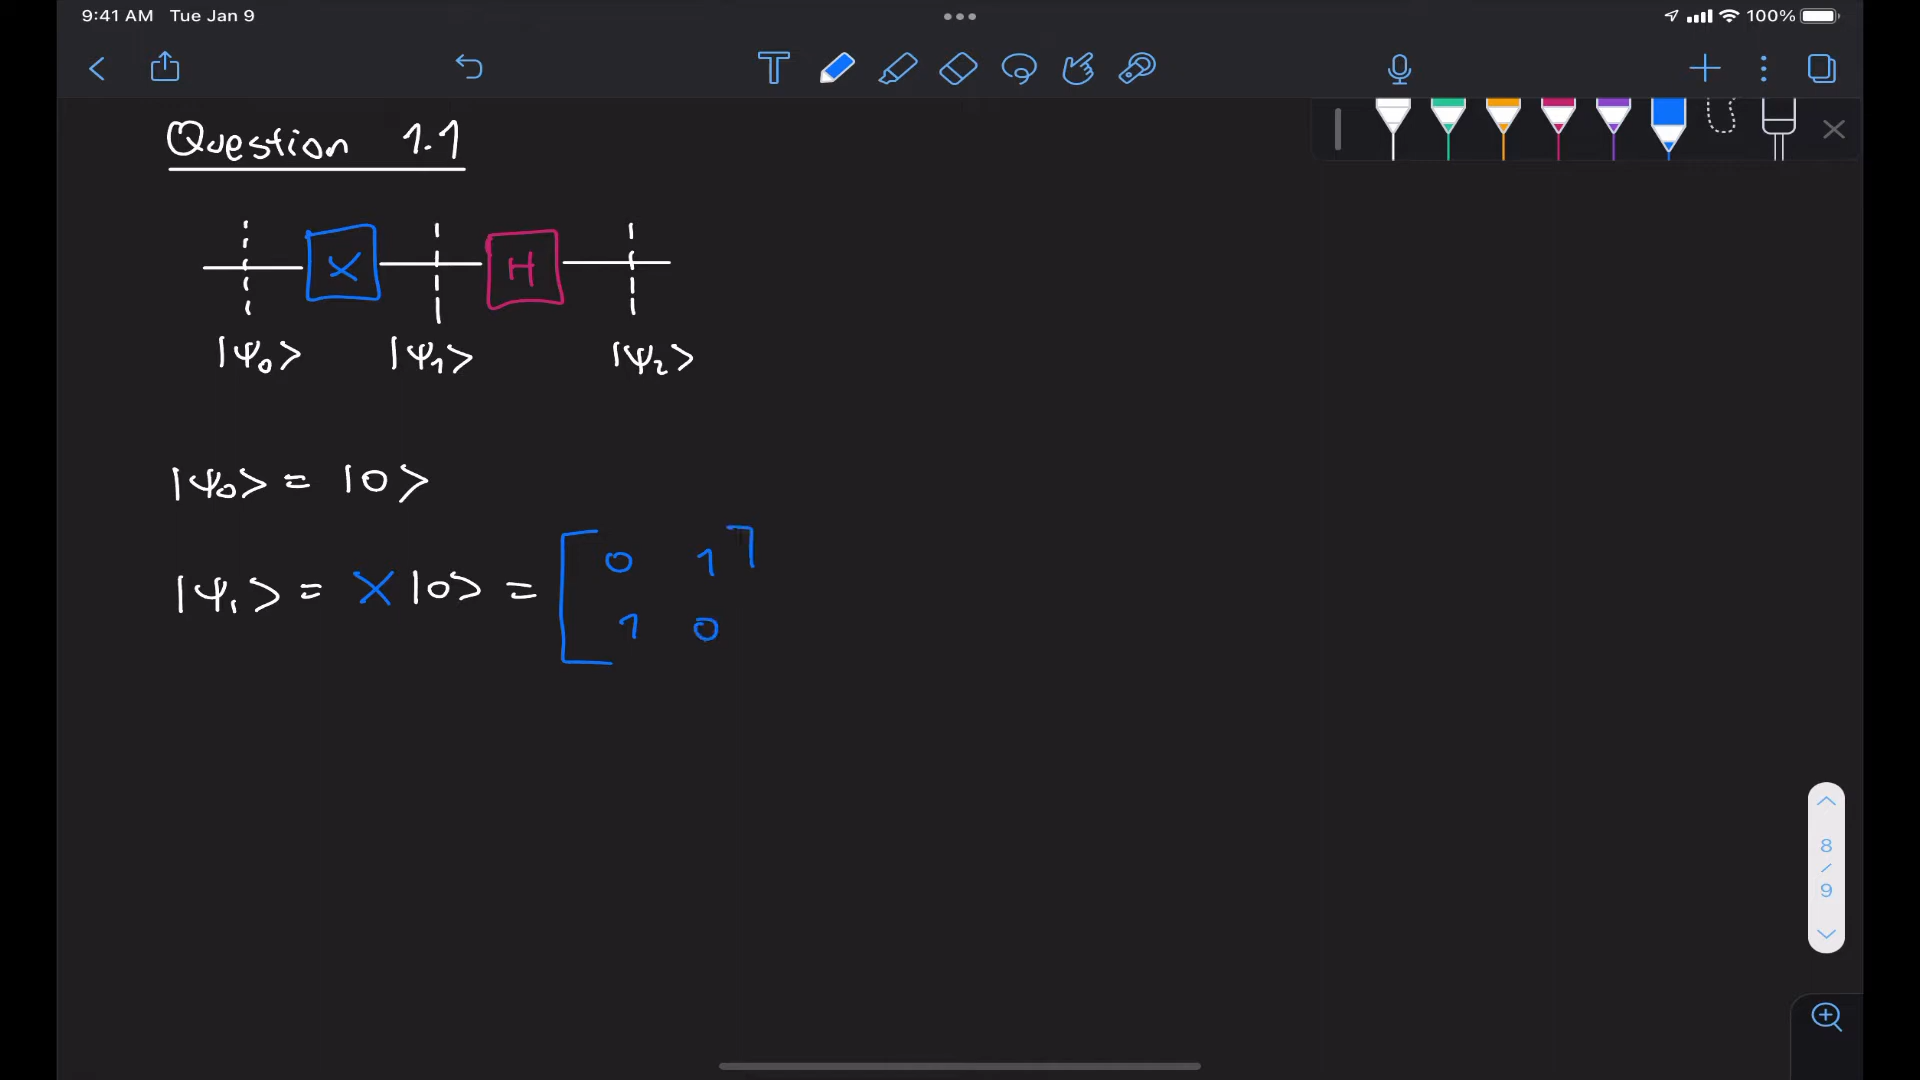 9:41 AM Tue Jan 9
100%
Question 1.1
X H
|ψ₀> |ψ₁> |ψ₂>
|ψ₀> = |0>
|ψ₁> = X|0> = [0 1
1 0
8
/
9